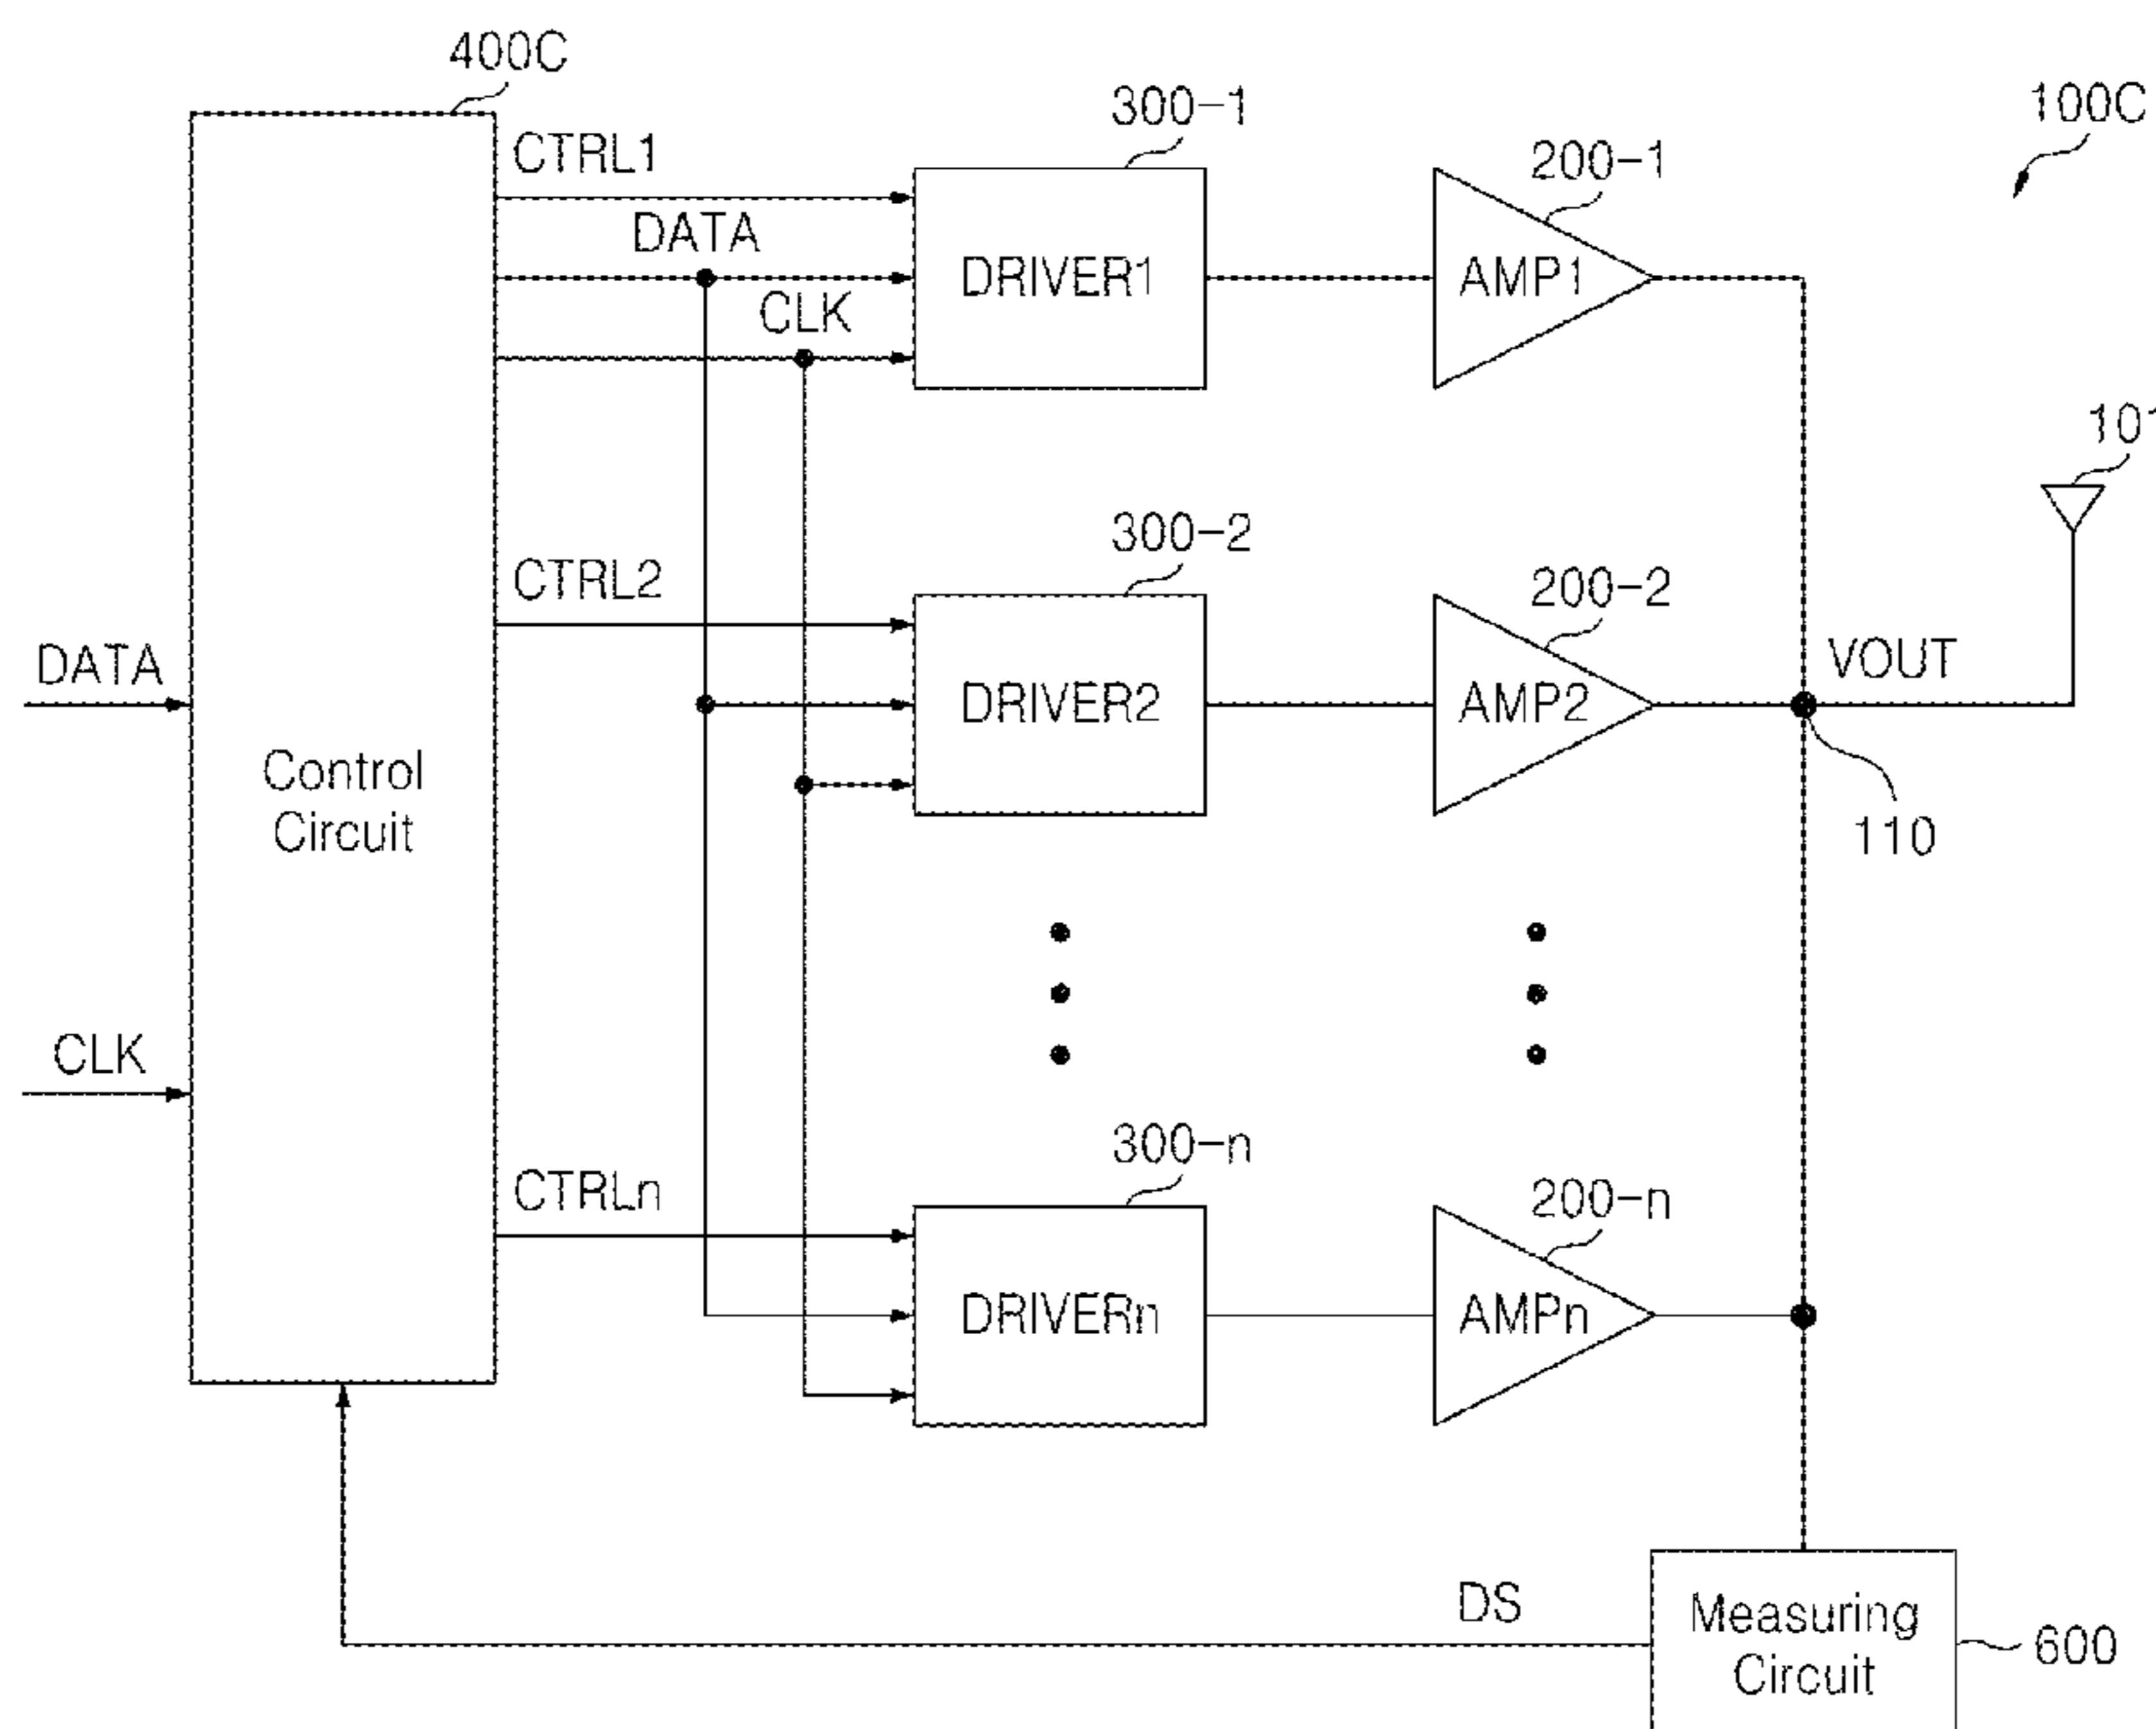 400C
300-1
100C
CTRL1
200-1
DATA
DRIVER1
AMP1
CLK
101
300-2
CTRL2
200-2
DATA
VOUT
DRIVER2
AMP2
Control
Circuit
110
CLK
300-n
CTRLn
200-n
DRIVERn
AMPn
DS
Measuring
Circuit
600